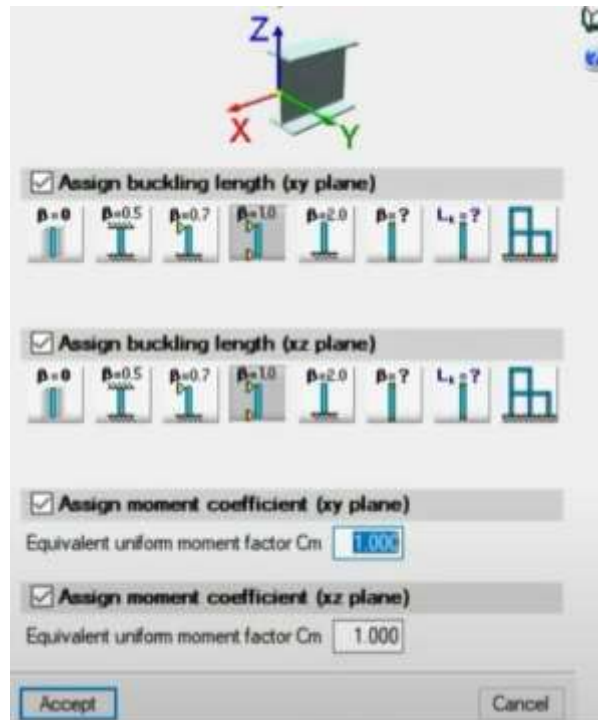 Z
X
Y
Assign buckling length (xy plane)
β=0 β=0.5 β=0.7 β=1.0 β=2.0 β=? Lk=?
Assign buckling length (xz plane)
β=0 β=0.5 β=0.7 β=1.0 β=2.0 β=? Lk=?
Assign moment coefficient (xy plane)
Equivalent uniform moment factor Cm 1.000
Assign moment coefficient (xz plane)
Equivalent uniform moment factor Cm 1.000
Accept Cancel